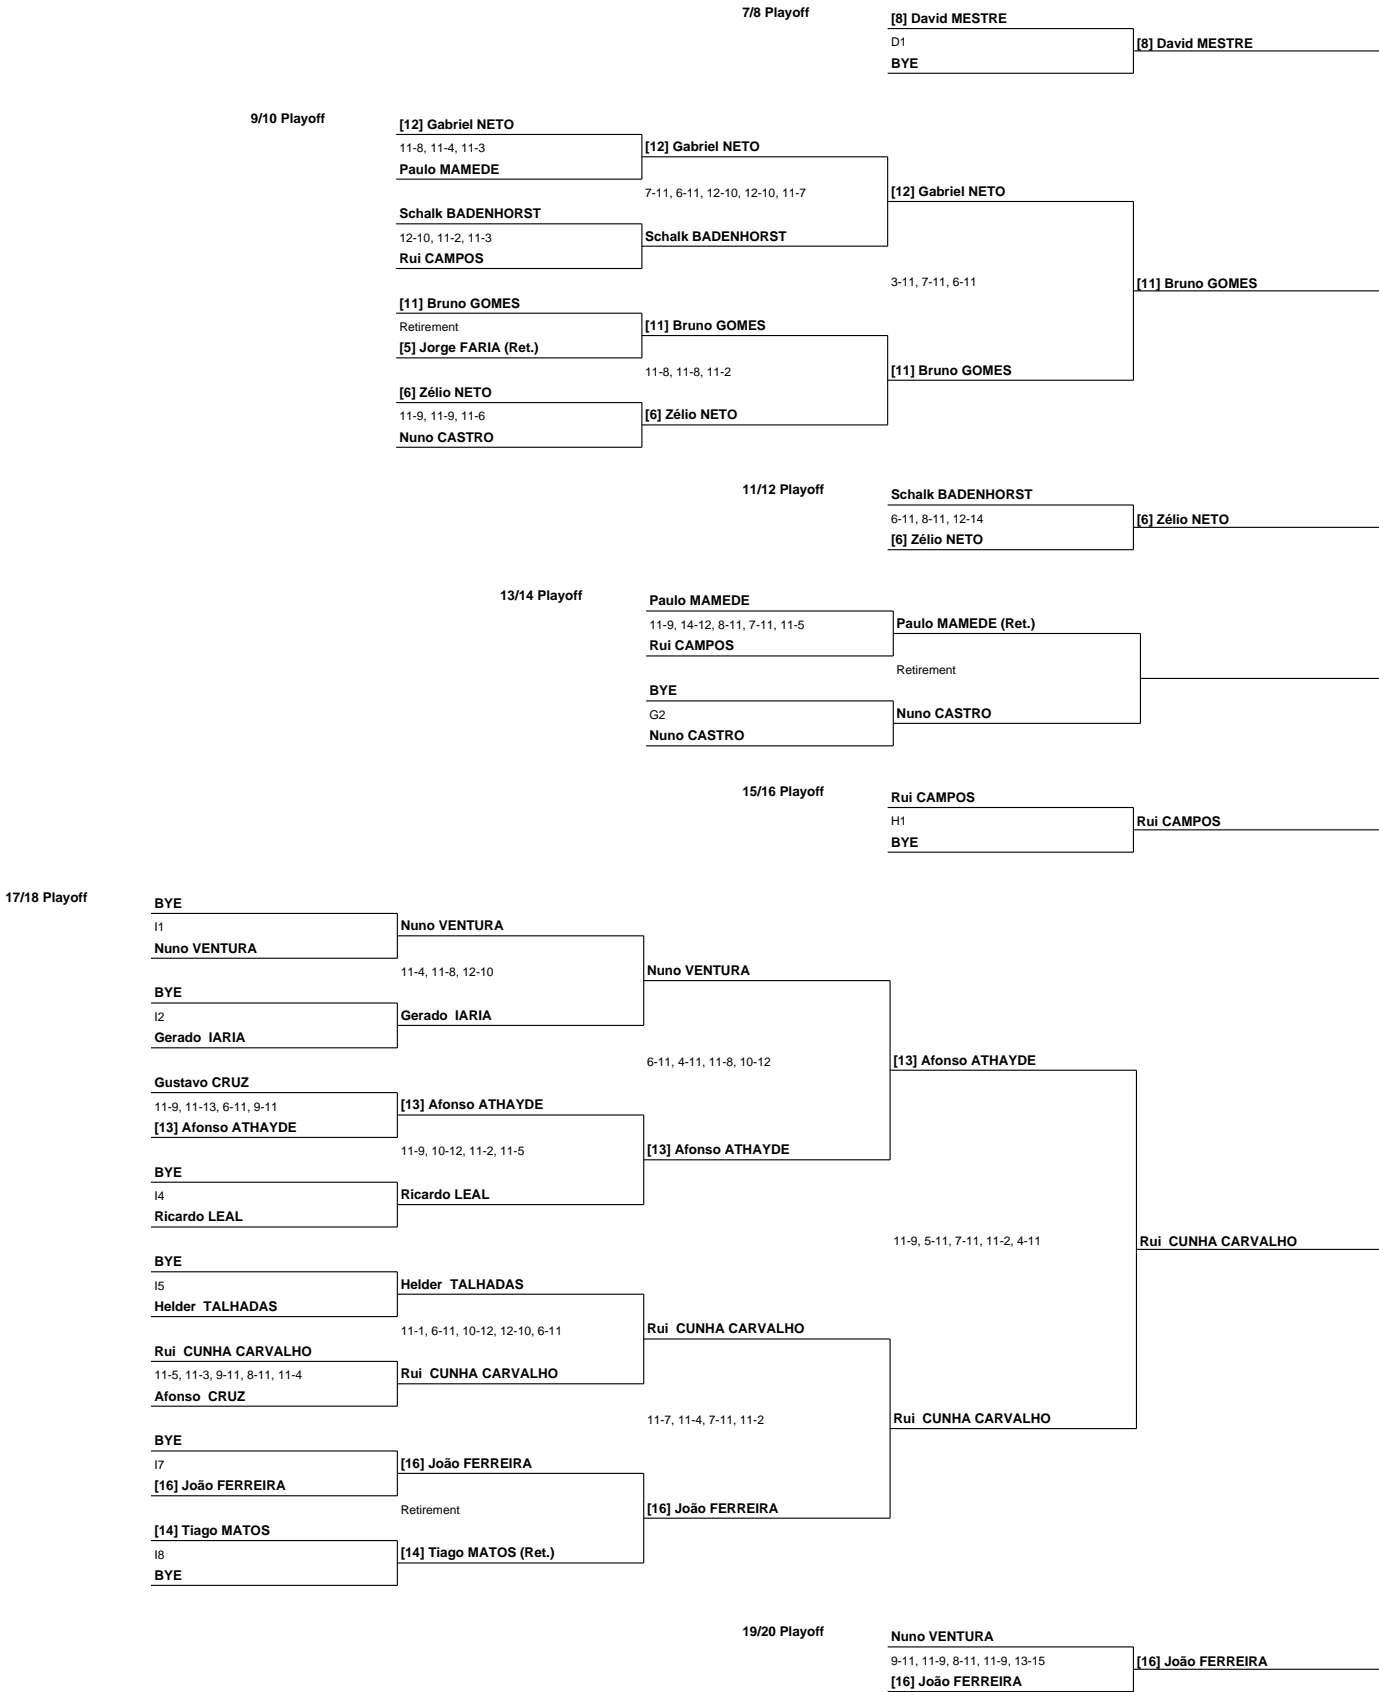 7/8 Playoff
[8] David MESTRE
D1
[8] David MESTRE
BYE
9/10 Playoff
[12] Gabriel NETO
11-8, 11-4, 11-3
[12] Gabriel NETO
Paulo MAMEDE
7-11, 6-11, 12-10, 12-10, 11-7
[12] Gabriel NETO
Schalk BADENHORST
12-10, 11-2, 11-3
Schalk BADENHORST
Rui CAMPOS
3-11, 7-11, 6-11
[11] Bruno GOMES
[11] Bruno GOMES
Retirement
[11] Bruno GOMES
[5] Jorge FARIA (Ret.)
11-8, 11-8, 11-2
[11] Bruno GOMES
[6] Zélio NETO
11-9, 11-9, 11-6
[6] Zélio NETO
Nuno CASTRO
11/12 Playoff
Schalk BADENHORST
6-11, 8-11, 12-14
[6] Zélio NETO
[6] Zélio NETO
13/14 Playoff
Paulo MAMEDE
11-9, 14-12, 8-11, 7-11, 11-5
Paulo MAMEDE (Ret.)
Rui CAMPOS
Retirement
BYE
G2
Nuno CASTRO
Nuno CASTRO
15/16 Playoff
Rui CAMPOS
H1
Rui CAMPOS
BYE
17/18 Playoff
BYE
I1
Nuno VENTURA
Nuno VENTURA
11-4, 11-8, 12-10
Nuno VENTURA
BYE
I2
Gerado  IARIA
Gerado  IARIA
6-11, 4-11, 11-8, 10-12
[13] Afonso ATHAYDE
Gustavo CRUZ
11-9, 11-13, 6-11, 9-11
[13] Afonso ATHAYDE
[13] Afonso ATHAYDE
11-9, 10-12, 11-2, 11-5
[13] Afonso ATHAYDE
BYE
I4
Ricardo LEAL
Ricardo LEAL
11-9, 5-11, 7-11, 11-2, 4-11
Rui  CUNHA CARVALHO
BYE
I5
Helder  TALHADAS
Helder  TALHADAS
11-1, 6-11, 10-12, 12-10, 6-11
Rui  CUNHA CARVALHO
Rui  CUNHA CARVALHO
11-5, 11-3, 9-11, 8-11, 11-4
Rui  CUNHA CARVALHO
Afonso  CRUZ
11-7, 11-4, 7-11, 11-2
Rui  CUNHA CARVALHO
BYE
I7
[16] João FERREIRA
[16] João FERREIRA
Retirement
[16] João FERREIRA
[14] Tiago MATOS
I8
[14] Tiago MATOS (Ret.)
BYE
19/20 Playoff
Nuno VENTURA
9-11, 11-9, 8-11, 11-9, 13-15
[16] João FERREIRA
[16] João FERREIRA